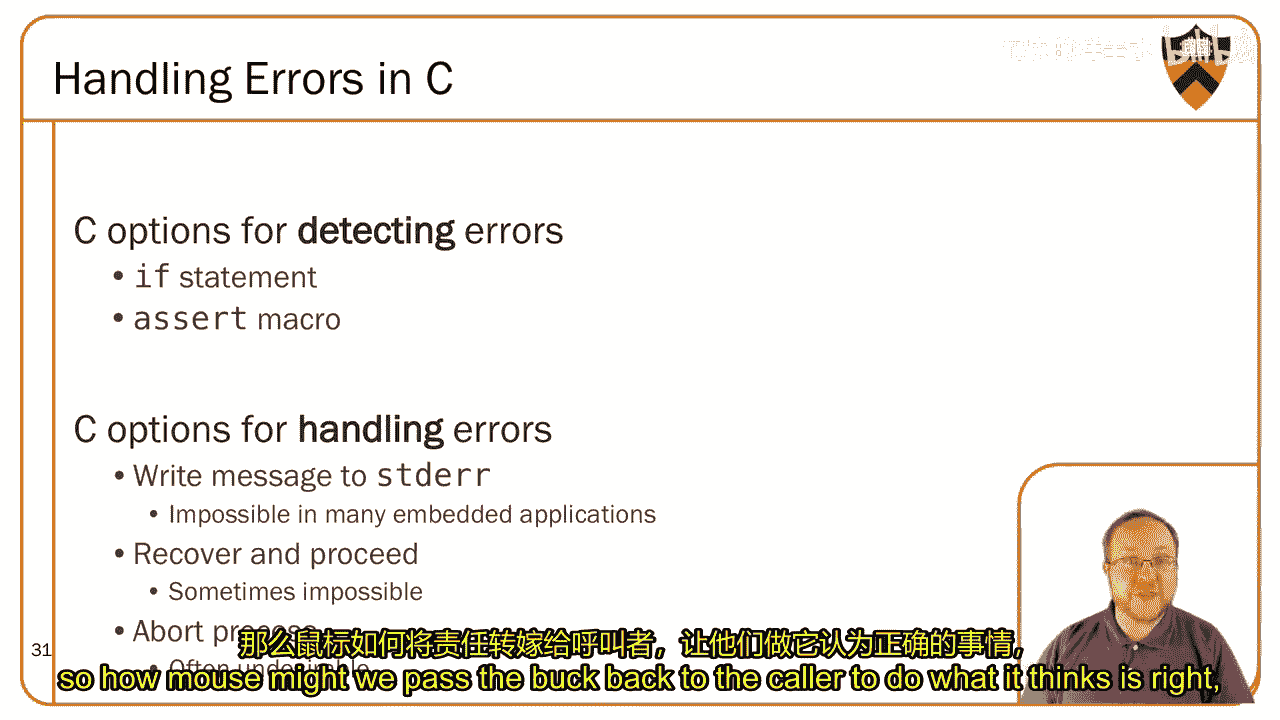 Handling Errors in C
C options for detecting errors
• if statement
• assert macro
C options for handling errors
• Write message to stderr
• Impossible in many embedded applications
• Recover and proceed
• Sometimes impossible
• Abort process
• Often undesirable
31
那么鼠标如何将责任转嫁给呼叫者，让他们做它认为正确的事情，
so how mouse might we pass the buck back to the caller to do what it thinks is right,